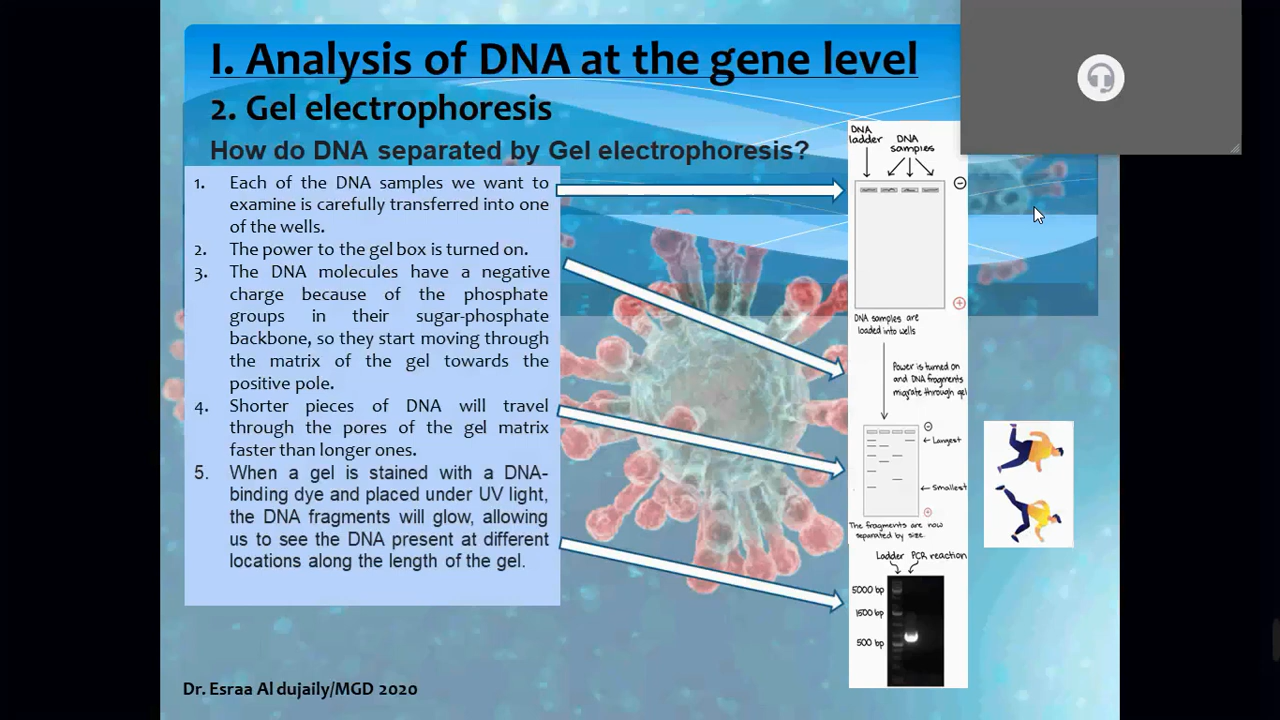 I. Analysis of DNA at the gene level
2. Gel electrophoresis
How do DNA separated by Gel electrophoresis?
1. Each of the DNA samples we want to
examine is carefully transferred into one
of the wells.
2. The power to the gel box is turned on.
3. The DNA molecules have a negative
charge because of the phosphate
groups in their sugar-phosphate
backbone, so they start moving through
the matrix of the gel towards the
positive pole.
4. Shorter pieces of DNA will travel
through the pores of the gel matrix
faster than longer ones.
5. When a gel is stained with a DNA-
binding dye and placed under UV light,
the DNA fragments will glow, allowing
us to see the DNA present at different
locations along the length of the gel.
DNA
ladder
DNA
samples
DNA samples are
loaded into wells
Power is turned on
and DNA fragments
migrate through gel
Largest
Smallest
The fragments are now
separated by size.
Ladder PCR reaction
5000 bp
1500 bp
500 bp
Dr. Esraa Al dujaily/MGD 2020